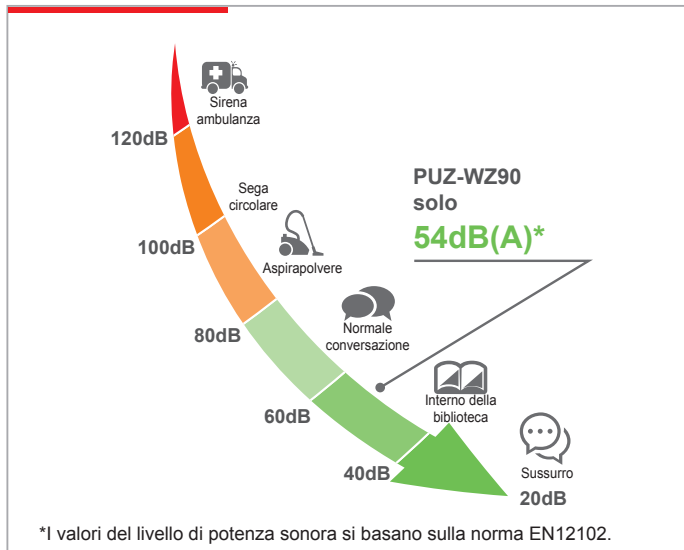 Sirena
ambulanza
120dB
Sega
circolare
PUZ-WZ90
solo
54dB(A)*
100dB
Aspirapolvere
80dB
Normale
conversazione
60dB
Interno della
biblioteca
40dB
Sussurro
20dB
*I valori del livello di potenza sonora si basano sulla norma EN12102.